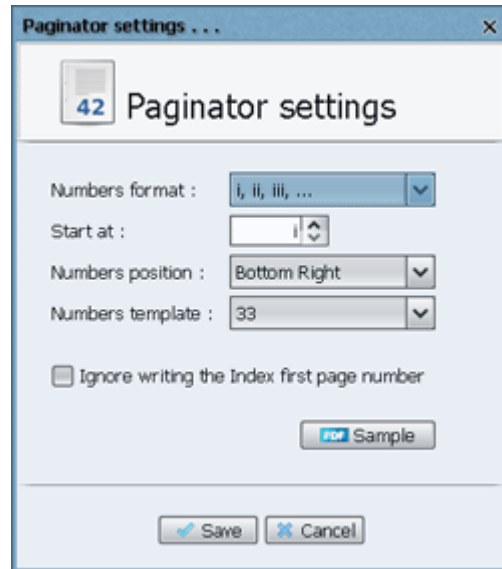 Paginator settings . . .
42 Paginator settings
Numbers format : i, ii, iii, ...
Start at : i
Numbers position : Bottom Right
Numbers template : 33
Ignore writing the Index first page number
PDF Sample
Save Cancel